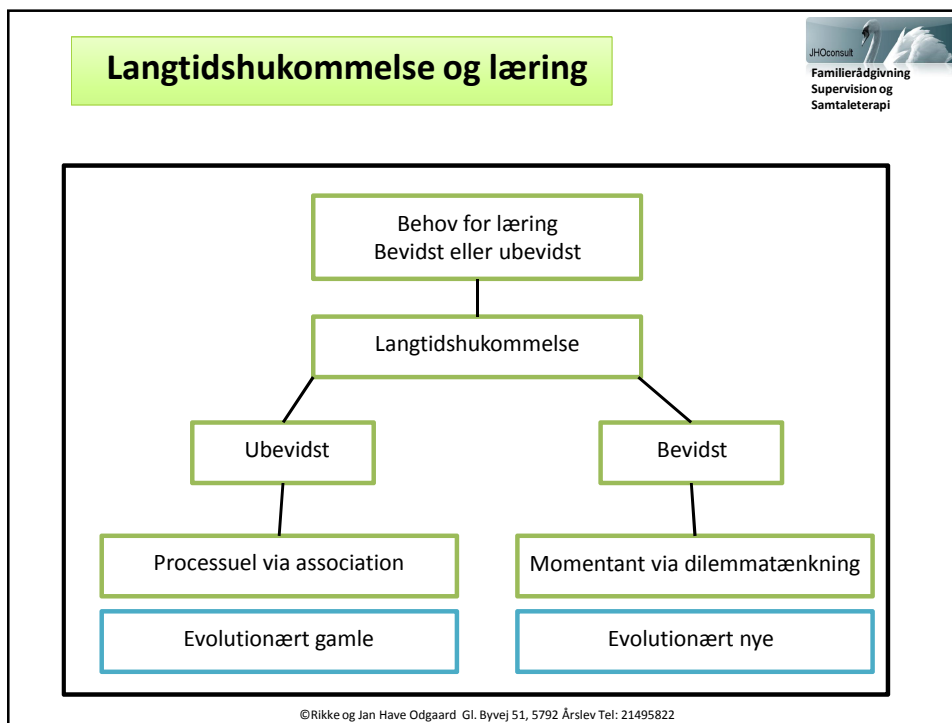 Langtidshukommelse og læring
JHOconsult
Familierådgivning
Supervision og
Samtaleterapi
Behov for læring
Bevidst eller ubevidst
Langtidshukommelse
Ubevidst
Bevidst
Processuel via association
Momentant via dilemmatænkning
Evolutionært gamle
Evolutionært nye
©Rikke og Jan Have Odgaard Gl. Byvej 51, 5792 Årslev Tel: 21495822